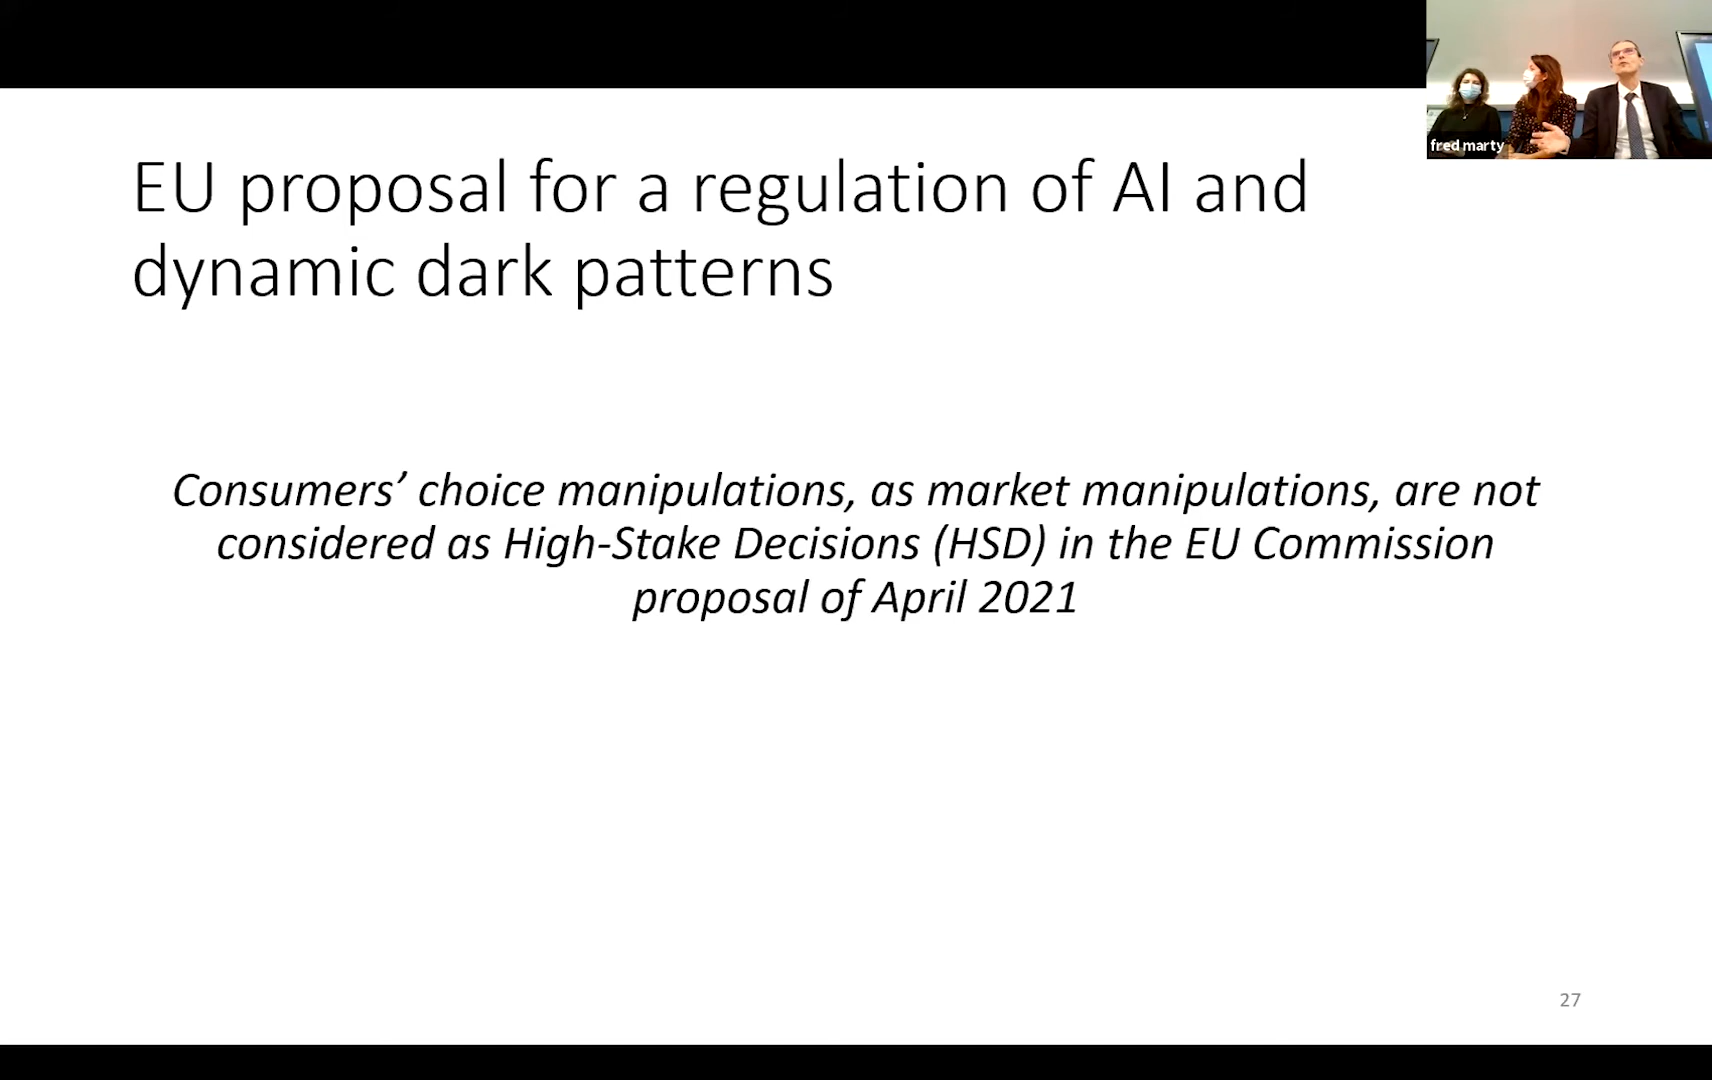 fred marty
EU proposal for a regulation of AI and
dynamic dark patterns
Consumers’ choice manipulations, as market manipulations, are not
considered as High-Stake Decisions (HSD) in the EU Commission
proposal of April 2021
27